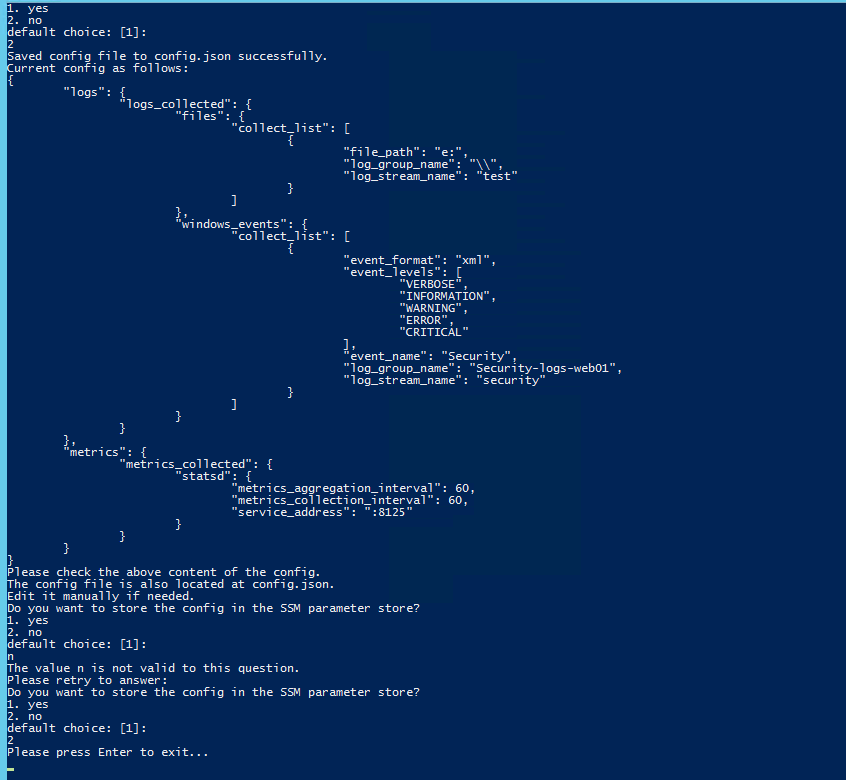 1. yes
2. no
default choice: [1]:
2
Saved config file to config.json successfully.
Current config as follows:
{
        "logs": {
                "logs_collected": {
                        "files": {
                                "collect_list": [
                                        {
                                                "file_path": "e:",
                                                "log_group_name": "\\",
                                                "log_stream_name": "test"
                                        }
                                ]
                        },
                        "windows_events": {
                                "collect_list": [
                                        {
                                                "event_format": "xml",
                                                "event_levels": [
                                                        "VERBOSE",
                                                        "INFORMATION",
                                                        "WARNING",
                                                        "ERROR",
                                                        "CRITICAL"
                                                ],
                                                "event_name": "Security",
                                                "log_group_name": "Security-logs-web01",
                                                "log_stream_name": "security"
                                        }
                                ]
                        }
                }
        },
        "metrics": {
                "metrics_collected": {
                        "statsd": {
                                "metrics_aggregation_interval": 60,
                                "metrics_collection_interval": 60,
                                "service_address": ":8125"
                        }
                }
        }
}
Please check the above content of the config.
The config file is also located at config.json.
Edit it manually if needed.
Do you want to store the config in the SSM parameter store?
1. yes
2. no
default choice: [1]:
n
The value n is not valid to this question.
Please retry to answer:
Do you want to store the config in the SSM parameter store?
1. yes
2. no
default choice: [1]:
2
Please press Enter to exit...